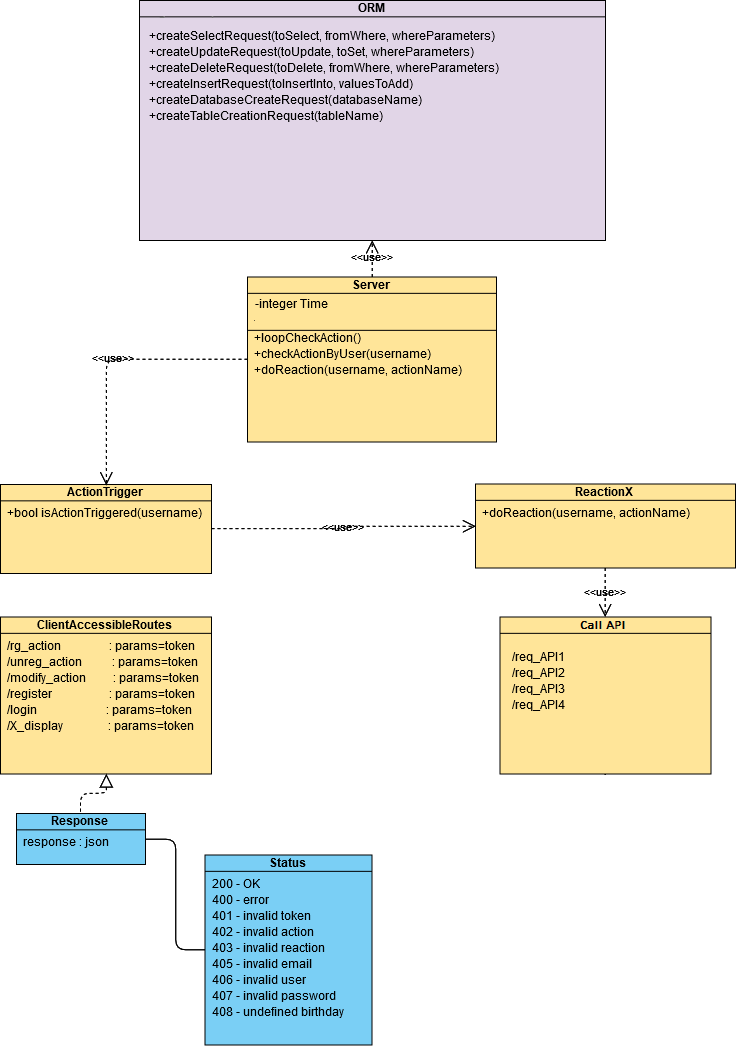 ORM
+createSelectRequest(toSelect, fromWhere, whereParameters)
+createUpdateRequest(toUpdate, toSet, whereParameters)
+createDeleteRequest(toDelete, fromWhere, whereParameters)
+createInsertRequest(toInsertInto, valuesToAdd)
+createDatabaseCreateRequest(databaseName)
+createTableCreationRequest(tableName)
<<use>>
Server
-integer Time
+loopCheckAction()
+checkActionByUser(username)
+doReaction(username, actionName)
<<use>>
ActionTrigger
+bool isActionTriggered(username)
<<use>>
ReactionX
+doReaction(username, actionName)
<<use>>
ClientAccessibleRoutes
/rg_action : params=token
/unreg_action : params=token
/modify_action : params=token
/register : params=token
/login : params=token
/X_display : params=token
Call API
/req_API1
/req_API2
/req_API3
/req_API4
Response
response : json
Status
200 - OK
400 - error
401 - invalid token
402 - invalid action
403 - invalid reaction
405 - invalid email
406 - invalid user
407 - invalid password
408 - undefined birthday